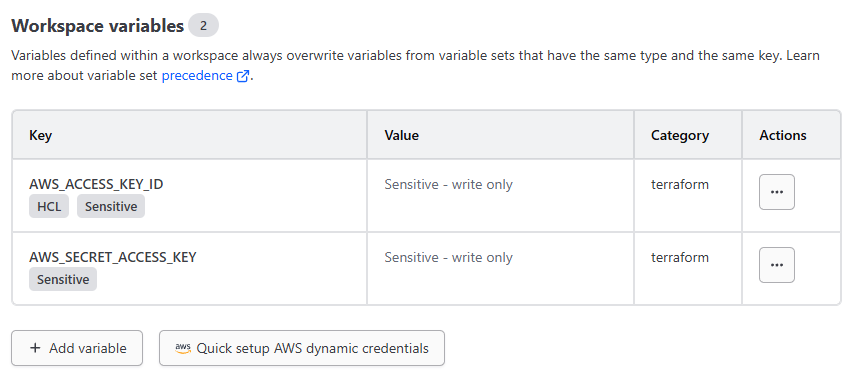 Workspace variables 2
Variables defined within a workspace always overwrite variables from variable sets that have the same type and the same key. Learn
more about variable set precedence.
Key Value Category Actions
AWS_ACCESS_KEY_ID Sensitive - write only terraform ...
HCL Sensitive
AWS_SECRET_ACCESS_KEY Sensitive - write only terraform ...
Sensitive
+ Add variable aws Quick setup AWS dynamic credentials